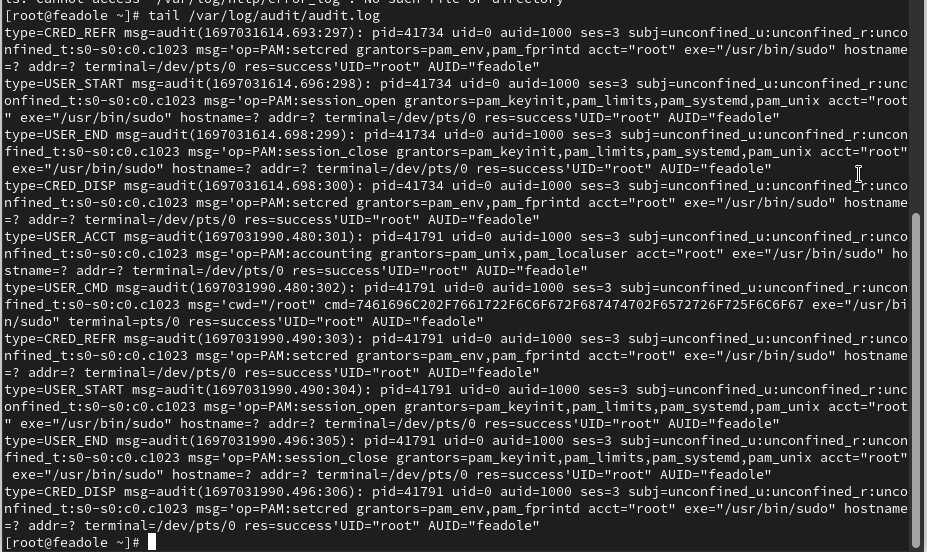 ls: cannot access '/var/log/http/error_log': No such file or directory
[root@feadole ~]# tail /var/log/audit/audit.log
type=CRED_REFR msg=audit(1697031614.693:297): pid=41734 uid=0 auid=1000 ses=3 subj=unconfined_u:unconfined_r:unco
nfined_t:s0-s0:c0.c1023 msg='op=PAM:setcred grantors=pam_env,pam_fprintd acct="root" exe="/usr/bin/sudo" hostname
=? addr=? terminal=/dev/pts/0 res=success'UID="root" AUID="feadole"
type=USER_START msg=audit(1697031614.696:298): pid=41734 uid=0 auid=1000 ses=3 subj=unconfined_u:unconfined_r:unc
onfined_t:s0-s0:c0.c1023 msg='op=PAM:session_open grantors=pam_keyinit,pam_limits,pam_systemd,pam_unix acct="root
" exe="/usr/bin/sudo" hostname=? addr=? terminal=/dev/pts/0 res=success'UID="root" AUID="feadole"
type=USER_END msg=audit(1697031614.698:299): pid=41734 uid=0 auid=1000 ses=3 subj=unconfined_u:unconfined_r:uncon
fined_t:s0-s0:c0.c1023 msg='op=PAM:session_close grantors=pam_keyinit,pam_limits,pam_systemd,pam_unix acct="root"
 exe="/usr/bin/sudo" hostname=? addr=? terminal=/dev/pts/0 res=success'UID="root" AUID="feadole"
type=CRED_DISP msg=audit(1697031614.698:300): pid=41734 uid=0 auid=1000 ses=3 subj=unconfined_u:unconfined_r:unco
nfined_t:s0-s0:c0.c1023 msg='op=PAM:setcred grantors=pam_env,pam_fprintd acct="root" exe="/usr/bin/sudo" hostname
=? addr=? terminal=/dev/pts/0 res=success'UID="root" AUID="feadole"
type=USER_ACCT msg=audit(1697031990.480:301): pid=41791 uid=0 auid=1000 ses=3 subj=unconfined_u:unconfined_r:unco
nfined_t:s0-s0:c0.c1023 msg='op=PAM:accounting grantors=pam_unix,pam_localuser acct="root" exe="/usr/bin/sudo" ho
stname=? addr=? terminal=/dev/pts/0 res=success'UID="root" AUID="feadole"
type=USER_CMD msg=audit(1697031990.480:302): pid=41791 uid=0 auid=1000 ses=3 subj=unconfined_u:unconfined_r:uncon
fined_t:s0-s0:c0.c1023 msg='cwd="/root" cmd=7461696C202F7661722F6C6F672F687474702F6572726F725F6C6F67 exe="/usr/bi
n/sudo" terminal=pts/0 res=success'UID="root" AUID="feadole"
type=CRED_REFR msg=audit(1697031990.490:303): pid=41791 uid=0 auid=1000 ses=3 subj=unconfined_u:unconfined_r:unco
nfined_t:s0-s0:c0.c1023 msg='op=PAM:setcred grantors=pam_env,pam_fprintd acct="root" exe="/usr/bin/sudo" hostname
=? addr=? terminal=/dev/pts/0 res=success'UID="root" AUID="feadole"
type=USER_START msg=audit(1697031990.490:304): pid=41791 uid=0 auid=1000 ses=3 subj=unconfined_u:unconfined_r:unc
onfined_t:s0-s0:c0.c1023 msg='op=PAM:session_open grantors=pam_keyinit,pam_limits,pam_systemd,pam_unix acct="root
" exe="/usr/bin/sudo" hostname=? addr=? terminal=/dev/pts/0 res=success'UID="root" AUID="feadole"
type=USER_END msg=audit(1697031990.496:305): pid=41791 uid=0 auid=1000 ses=3 subj=unconfined_u:unconfined_r:uncon
fined_t:s0-s0:c0.c1023 msg='op=PAM:session_close grantors=pam_keyinit,pam_limits,pam_systemd,pam_unix acct="root"
 exe="/usr/bin/sudo" hostname=? addr=? terminal=/dev/pts/0 res=success'UID="root" AUID="feadole"
type=CRED_DISP msg=audit(1697031990.496:306): pid=41791 uid=0 auid=1000 ses=3 subj=unconfined_u:unconfined_r:unco
nfined_t:s0-s0:c0.c1023 msg='op=PAM:setcred grantors=pam_env,pam_fprintd acct="root" exe="/usr/bin/sudo" hostname
=? addr=? terminal=/dev/pts/0 res=success'UID="root" AUID="feadole"
[root@feadole ~]#